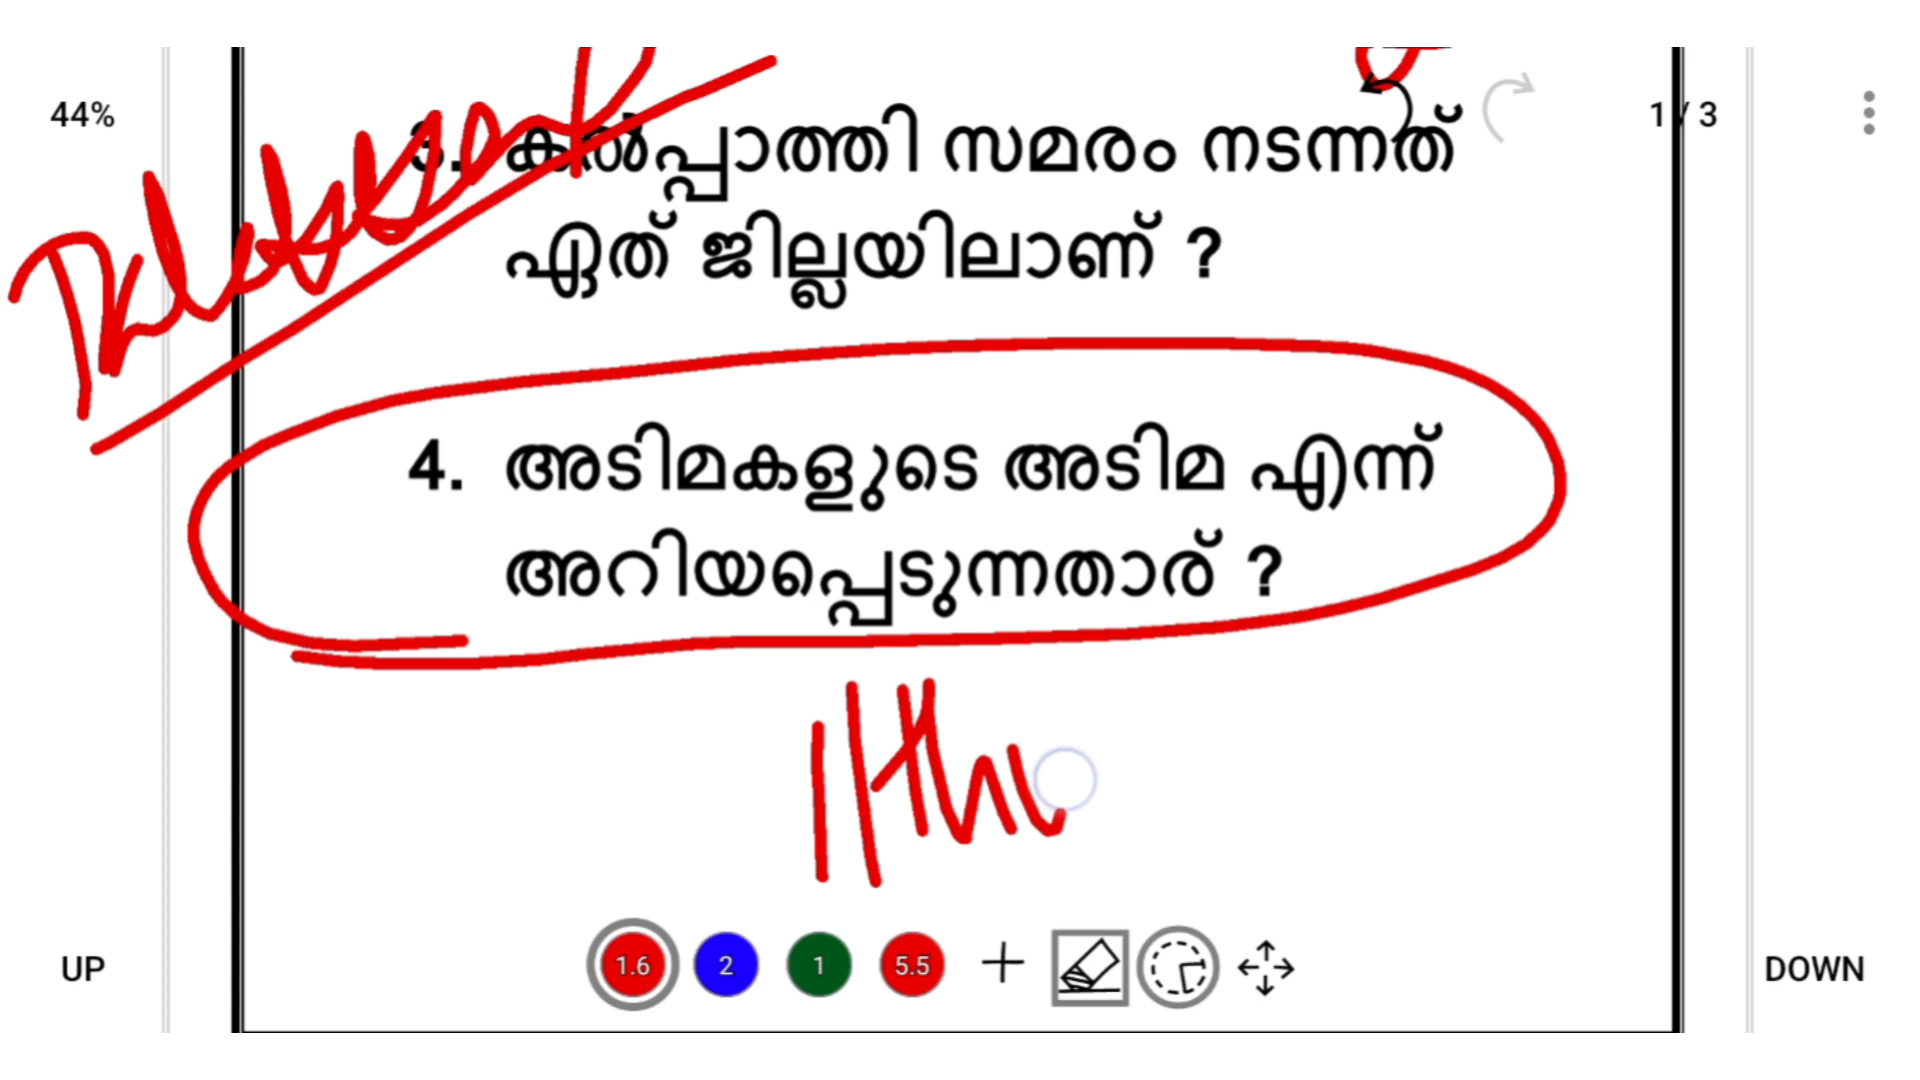 44%
1 / 3
3. കൽപ്പാത്തി സമരം നടന്നത്
ഏത് ജില്ലയിലാണ് ?
4. അടിമകളുടെ അടിമ എന്ന്
അറിയപ്പെടുന്നതാര് ?
UP
1.6
2
1
5.5
DOWN